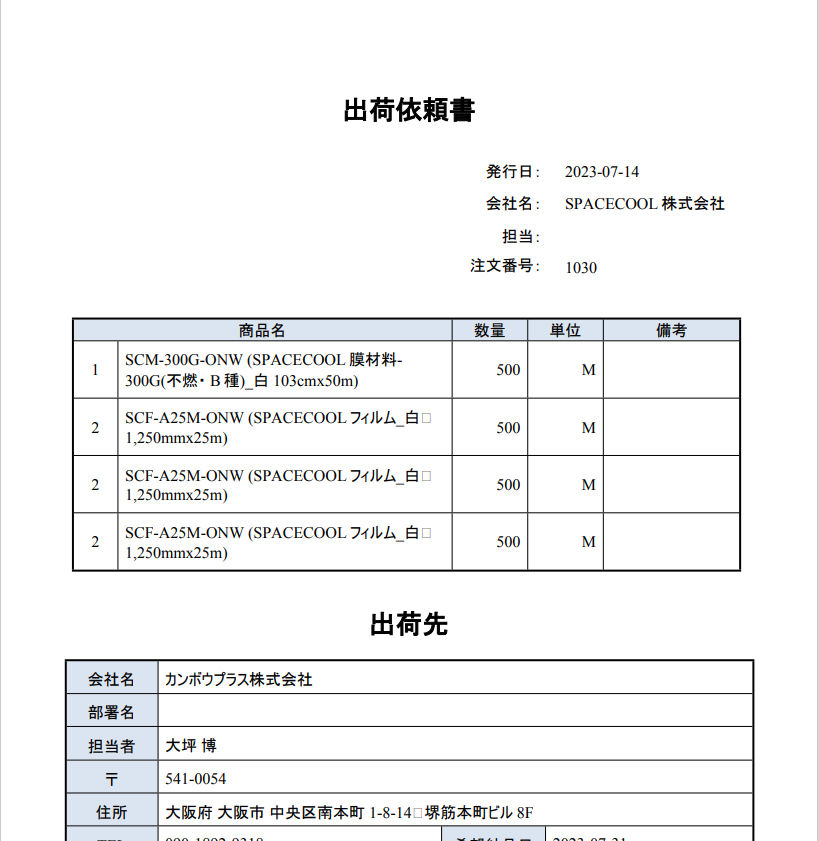 出荷依頼書
発行日： 2023-07-14
会社名： SPACECOOL 株式会社
担当：
注文番号： 1030
商品名 数量 単位 備考
1 SCM-300G-ONW (SPACECOOL 膜材料-
300G(不燃・B 種)_白 103cmx50m) 500 M
2 SCF-A25M-ONW (SPACECOOL フィルム_白□
1,250mmx25m) 500 M
2 SCF-A25M-ONW (SPACECOOL フィルム_白□
1,250mmx25m) 500 M
2 SCF-A25M-ONW (SPACECOOL フィルム_白□
1,250mmx25m) 500 M
出荷先
会社名 カンボウプラス株式会社
部署名
担当者 大坪 博
〒 541-0054
住所 大阪府 大阪市 中央区南本町 1-8-14□堺筋本町ビル 8F